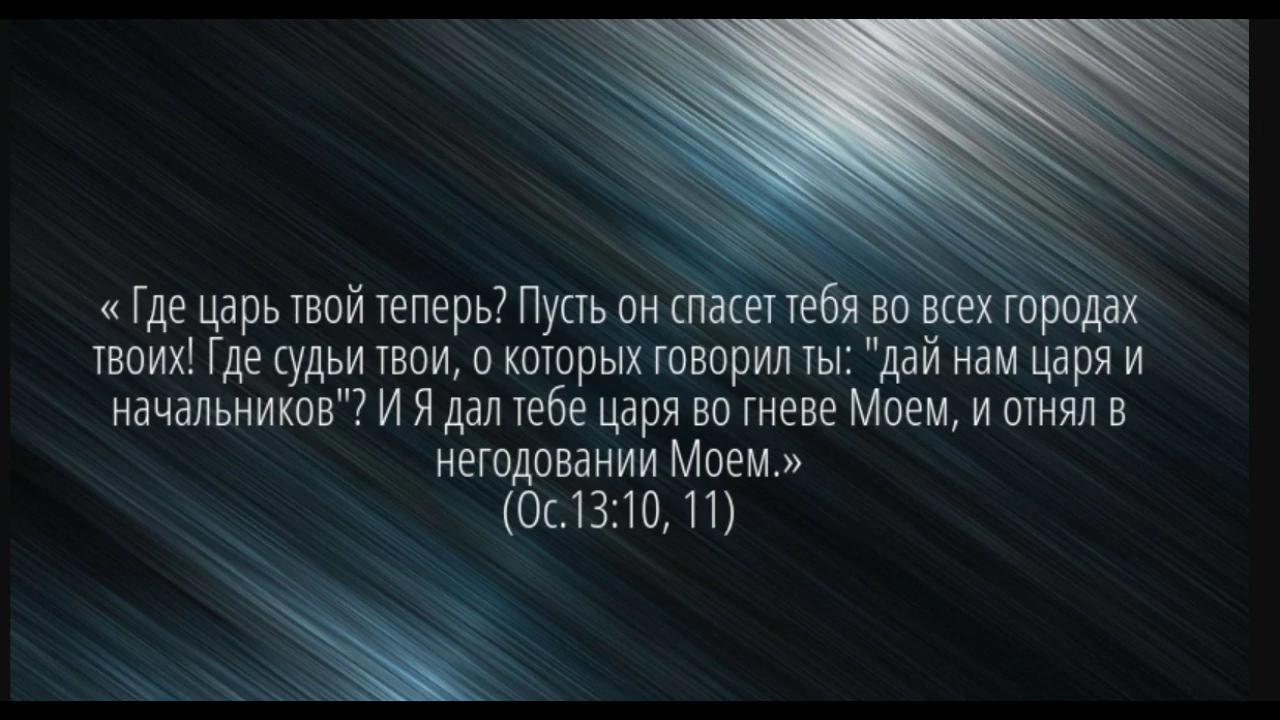 « Где царь твой теперь? Пусть он спасет тебя во всех городах
твоих! Где судьи твои, о которых говорил ты: "дай нам царя и
начальников"? И Я дал тебе царя во гневе Моем, и отнял в
негодовании Моем.»
(Ос.13:10, 11)